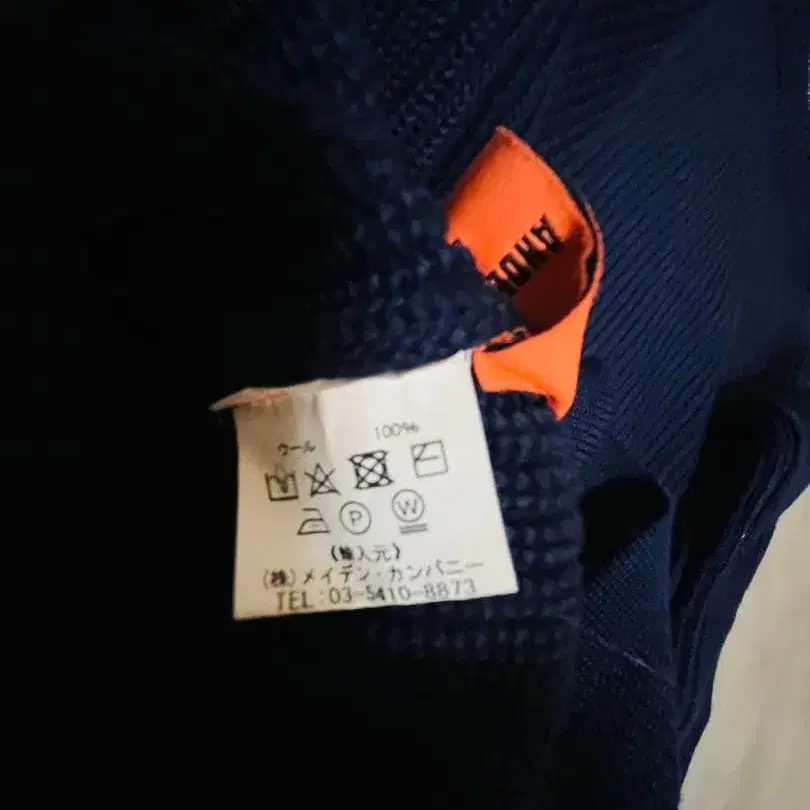 ウール 100%
P W
(輸入元)
(株)メイデン・カンパニー
TEL:03-5410-8873